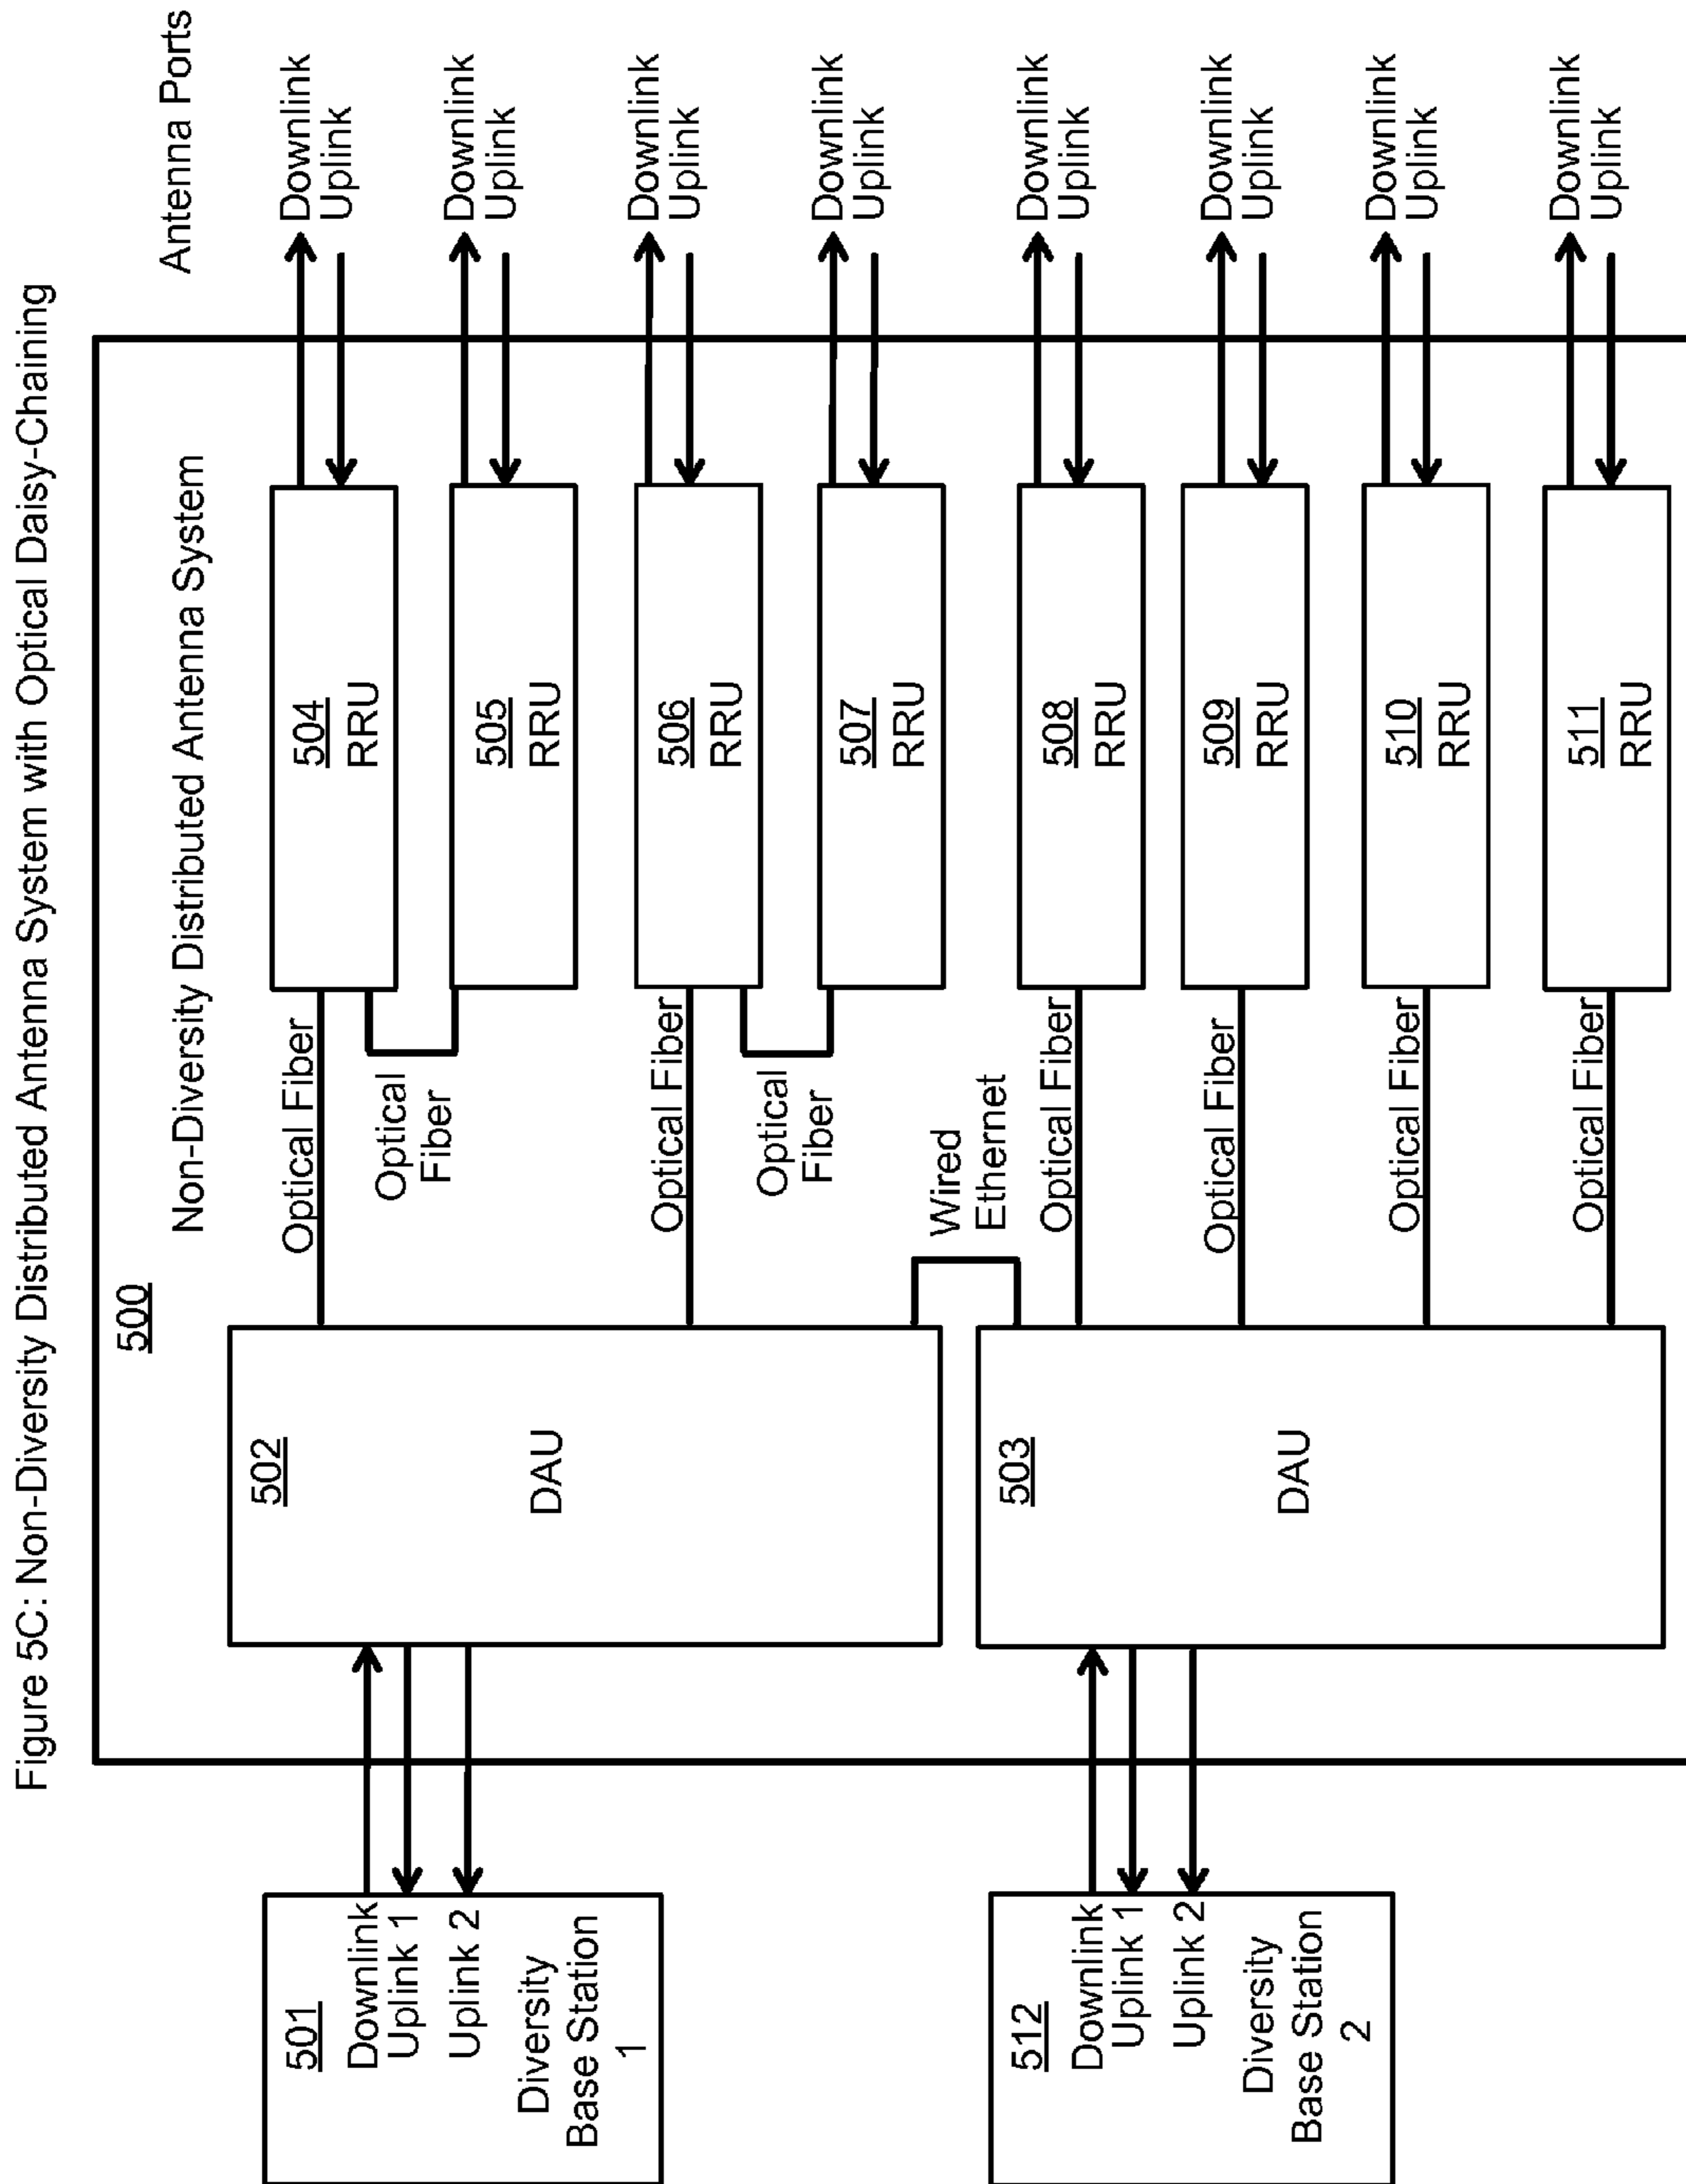 Figure 5C: Non-Diversity Distributed Antenna System with Optical Daisy-Chaining
Antenna Ports
500
Non-Diversity Distributed Antenna System
501
Downlink
Uplink 1
Uplink 2
Diversity
Base Station
1
502
DAU
Optical Fiber
Optical
Fiber
Optical Fiber
Optical
Fiber
Wired
Ethernet
504
RRU
Downlink
Uplink
505
RRU
Downlink
Uplink
506
RRU
Downlink
Uplink
507
RRU
Downlink
Uplink
512
Downlink
Uplink 1
Uplink 2
Diversity
Base Station
2
503
DAU
Optical Fiber
Optical Fiber
Optical Fiber
Optical Fiber
508
RRU
Downlink
Uplink
509
RRU
Downlink
Uplink
510
RRU
Downlink
Uplink
511
RRU
Downlink
Uplink